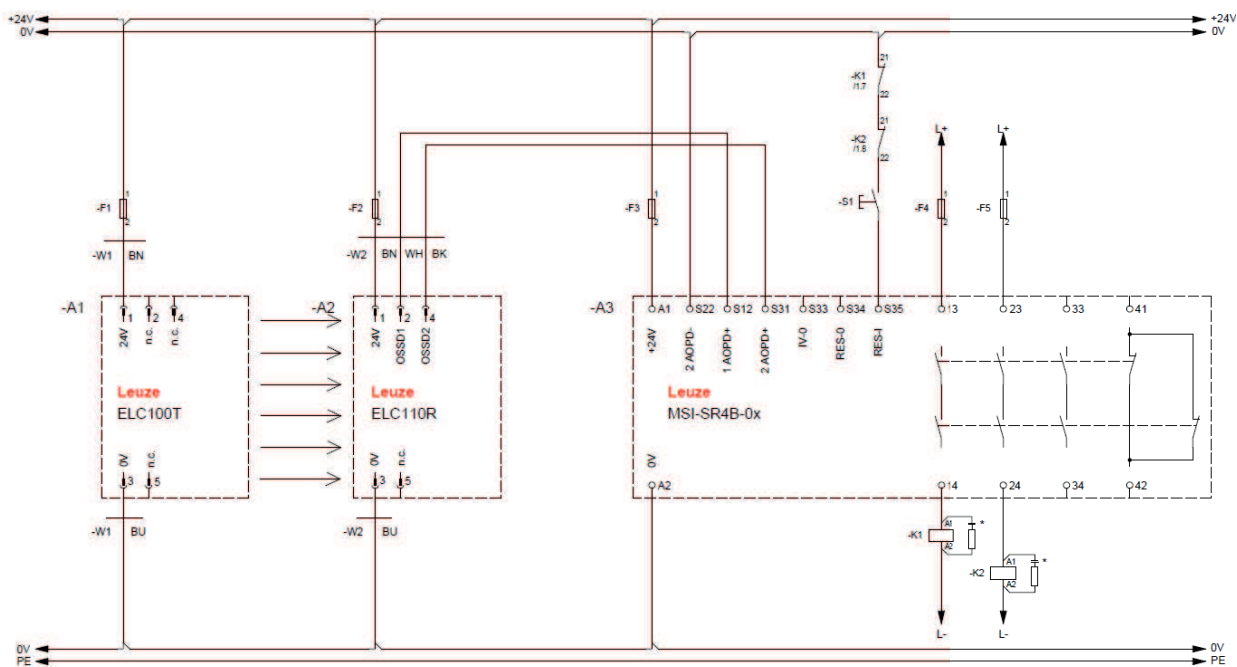 +24V +24V
0V 0V
21
-K1
/1.7
22
21
-K2
/1.8
22
L+ L+
1 1 1 1 1
-F1 -F2 -F3 -S1 -F4 -F5
2 2 2 2 2
-W1 BN -W2 BN WH BK
-A1 1 2 4 -A2 1 2 4 -A3 A1 S22 S12 S31 S33 S34 S35 13 23 33 41
24V n.c. n.c. 24V OSSD1 OSSD2 +24V 2 AOPD- 1 AOPD+ 2 AOPD+ IV-0 RES-0 RES-I
Leuze Leuze Leuze
ELC100T ELC110R MSI-SR4B-0x
0V n.c. 0V n.c. 0V
3 5 3 5 A2 14 24 34 42
-W1 BU -W2 BU
A1 *
-K1
A2
A1 *
-K2
A2
L- L-
0V 0V
PE PE